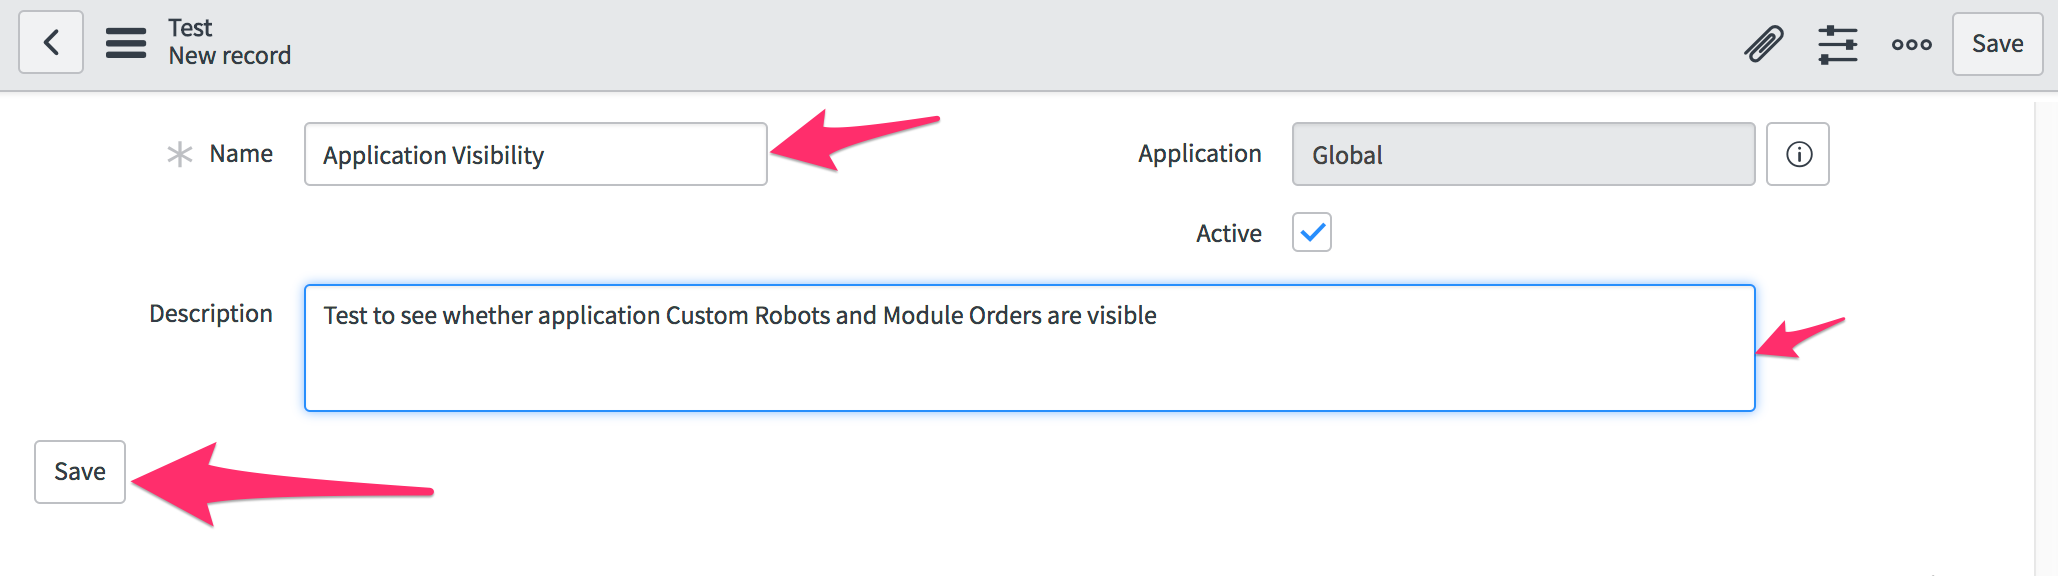 Test
New record
Save
Name
Application Visibility
Application
Global
Active
Description
Test to see whether application Custom Robots and Module Orders are visible
Save